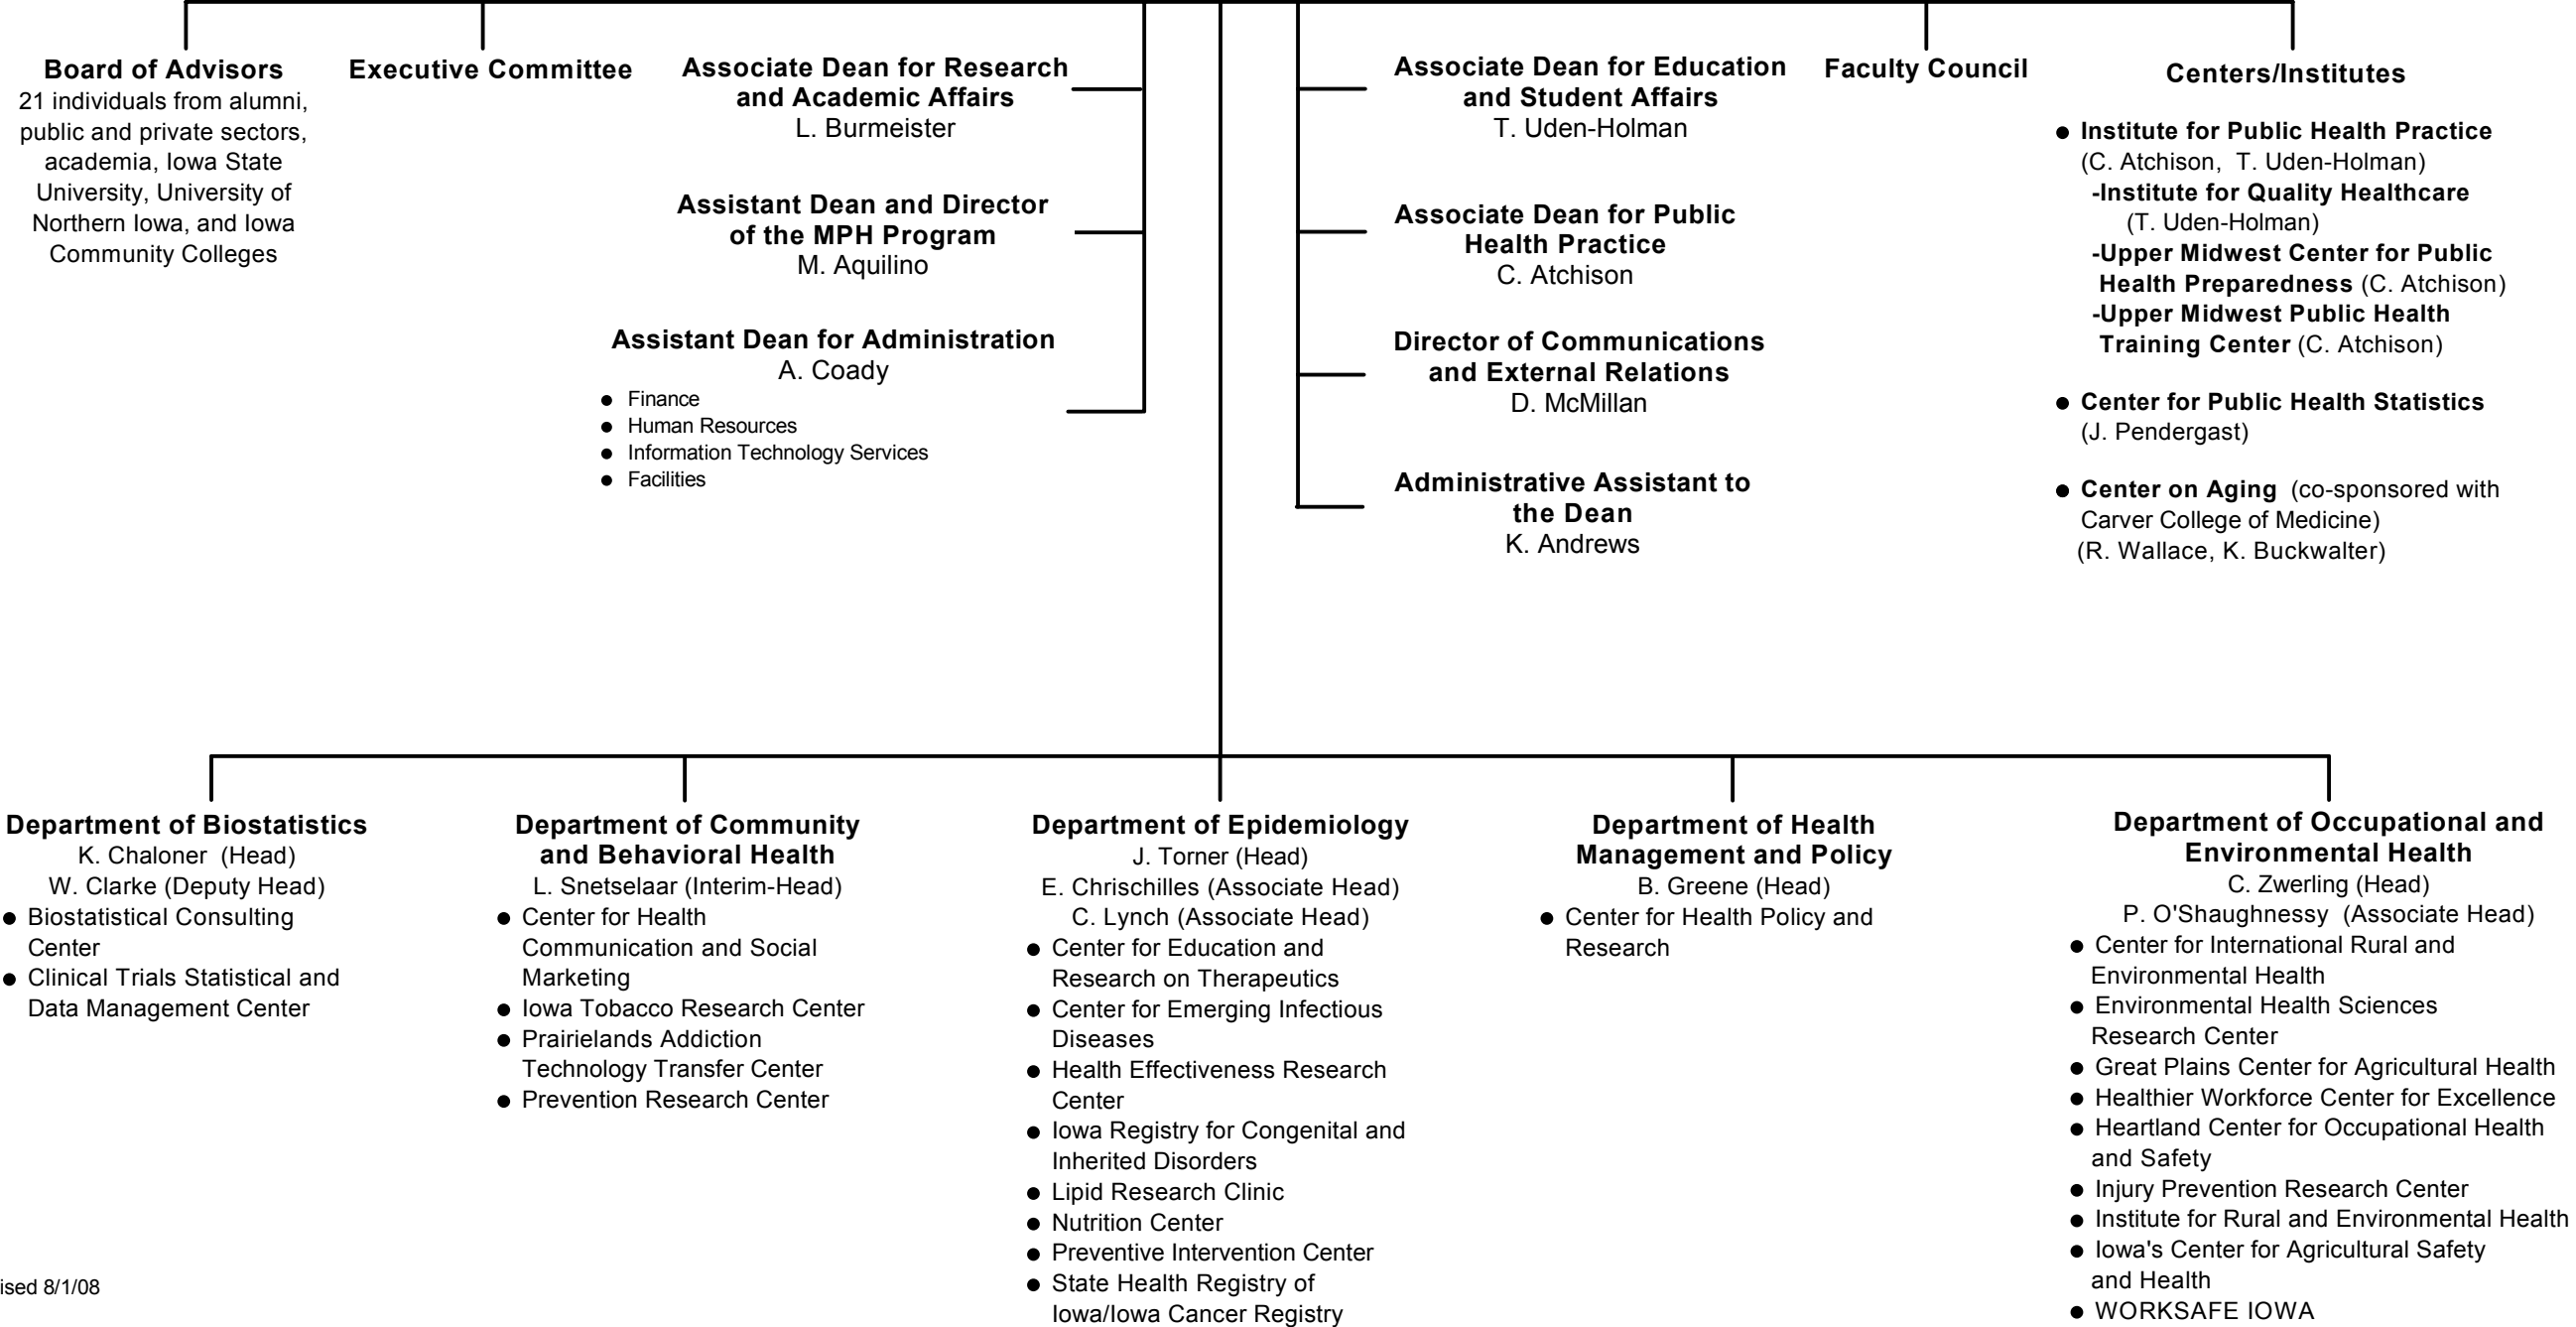 Board of Advisors
21 individuals from alumni,
public and private sectors,
academia, Iowa State
University, University of
Northern Iowa, and Iowa
Community Colleges
Executive Committee
Associate Dean for Research
and Academic Affairs
L. Burmeister
Assistant Dean and Director
of the MPH Program
M. Aquilino
Assistant Dean for Administration
A. Coady
● Finance
● Human Resources
● Information Technology Services
● Facilities
Associate Dean for Education
and Student Affairs
T. Uden-Holman
Associate Dean for Public
Health Practice
C. Atchison
Director of Communications
and External Relations
D. McMillan
Administrative Assistant to
the Dean
K. Andrews
Faculty Council
Centers/Institutes
● Institute for Public Health Practice
(C. Atchison, T. Uden-Holman)
-Institute for Quality Healthcare
(T. Uden-Holman)
-Upper Midwest Center for Public
Health Preparedness (C. Atchison)
-Upper Midwest Public Health
Training Center (C. Atchison)
● Center for Public Health Statistics
(J. Pendergast)
● Center on Aging (co-sponsored with
Carver College of Medicine)
(R. Wallace, K. Buckwalter)
Department of Biostatistics
K. Chaloner (Head)
W. Clarke (Deputy Head)
● Biostatistical Consulting
Center
● Clinical Trials Statistical and
Data Management Center
Department of Community
and Behavioral Health
L. Snetselaar (Interim-Head)
● Center for Health
Communication and Social
Marketing
● Iowa Tobacco Research Center
● Prairielands Addiction
Technology Transfer Center
● Prevention Research Center
Department of Epidemiology
J. Torner (Head)
E. Chrischilles (Associate Head)
C. Lynch (Associate Head)
● Center for Education and
Research on Therapeutics
● Center for Emerging Infectious
Diseases
● Health Effectiveness Research
Center
● Iowa Registry for Congenital and
Inherited Disorders
● Lipid Research Clinic
● Nutrition Center
● Preventive Intervention Center
● State Health Registry of
Iowa/Iowa Cancer Registry
Department of Health
Management and Policy
B. Greene (Head)
● Center for Health Policy and
Research
Department of Occupational and
Environmental Health
C. Zwerling (Head)
P. O'Shaughnessy (Associate Head)
● Center for International Rural and
Environmental Health
● Environmental Health Sciences
Research Center
● Great Plains Center for Agricultural Health
● Healthier Workforce Center for Excellence
● Heartland Center for Occupational Health
and Safety
● Injury Prevention Research Center
● Institute for Rural and Environmental Health
● Iowa's Center for Agricultural Safety
and Health
● WORKSAFE IOWA
ised 8/1/08